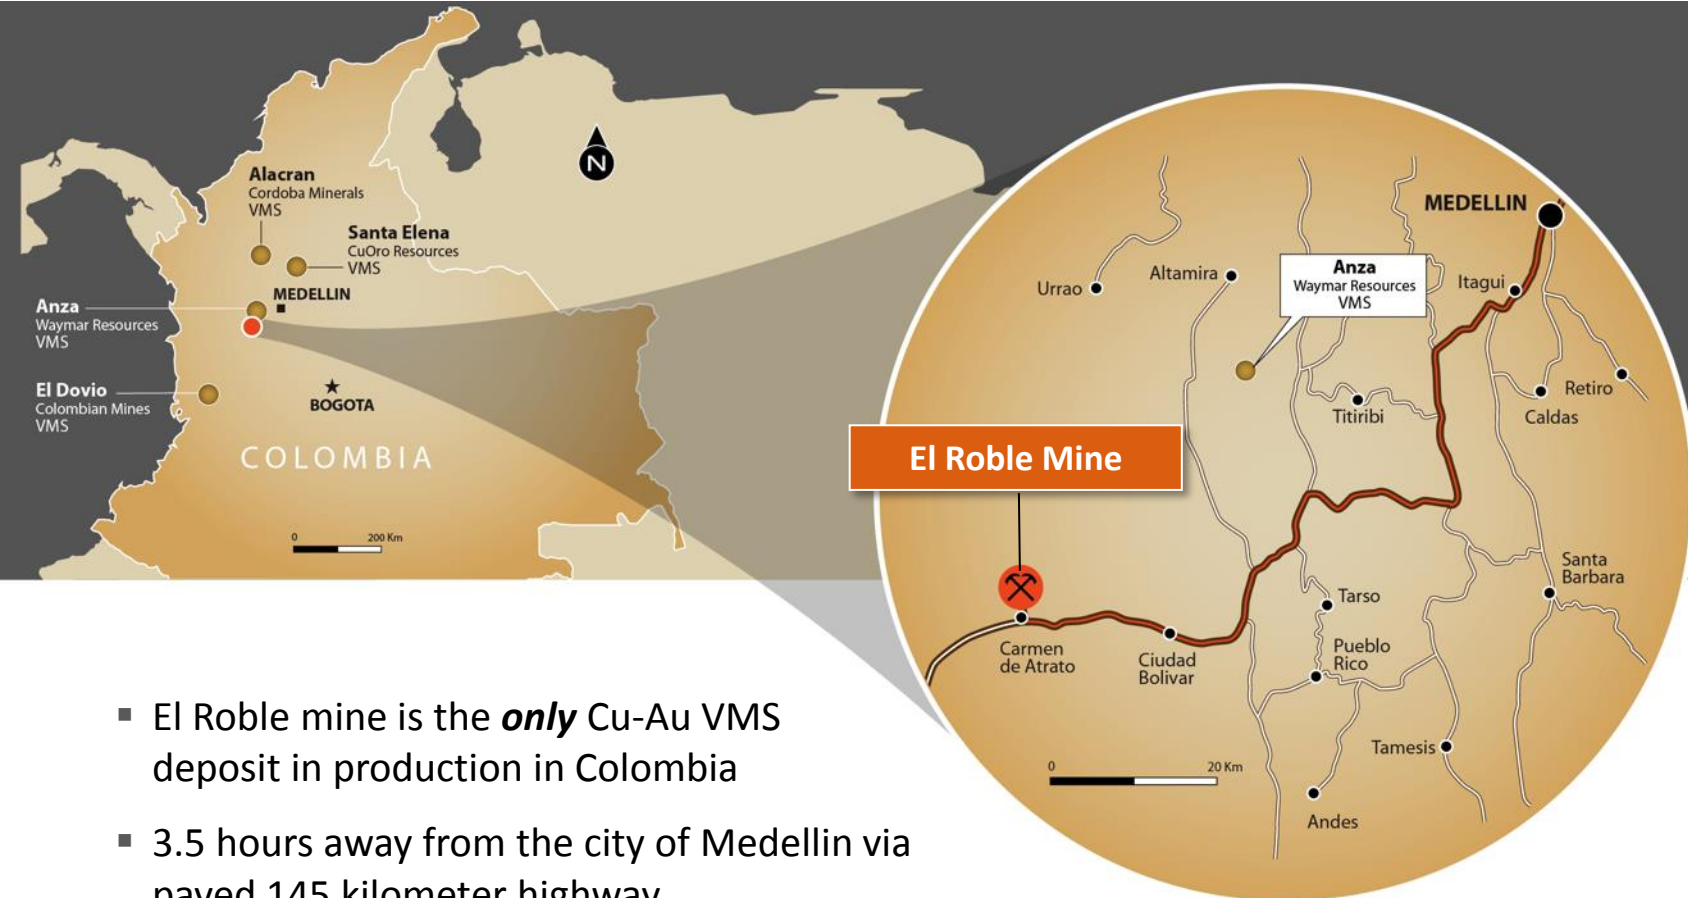 Alacran
Cordoba Minerals
VMS
Santa Elena
CuOro Resources
VMS
MEDELLIN
Anza
Waymar Resources
VMS
El Dovio
Colombian Mines
VMS
BOGOTA
COLOMBIA
0 200 Km
N
MEDELLIN
Urrao
Altamira
Anza
Waymar Resources
VMS
Itagui
Retiro
Caldas
Titiribi
El Roble Mine
Santa
Barbara
Tarso
Carmen
de Atrato
Ciudad
Bolivar
Pueblo
Rico
Tamesis
0 20 Km
Andes
▪ El Roble mine is the only Cu-Au VMS
deposit in production in Colombia
▪ 3.5 hours away from the city of Medellin via
paved 145 kilometer highway